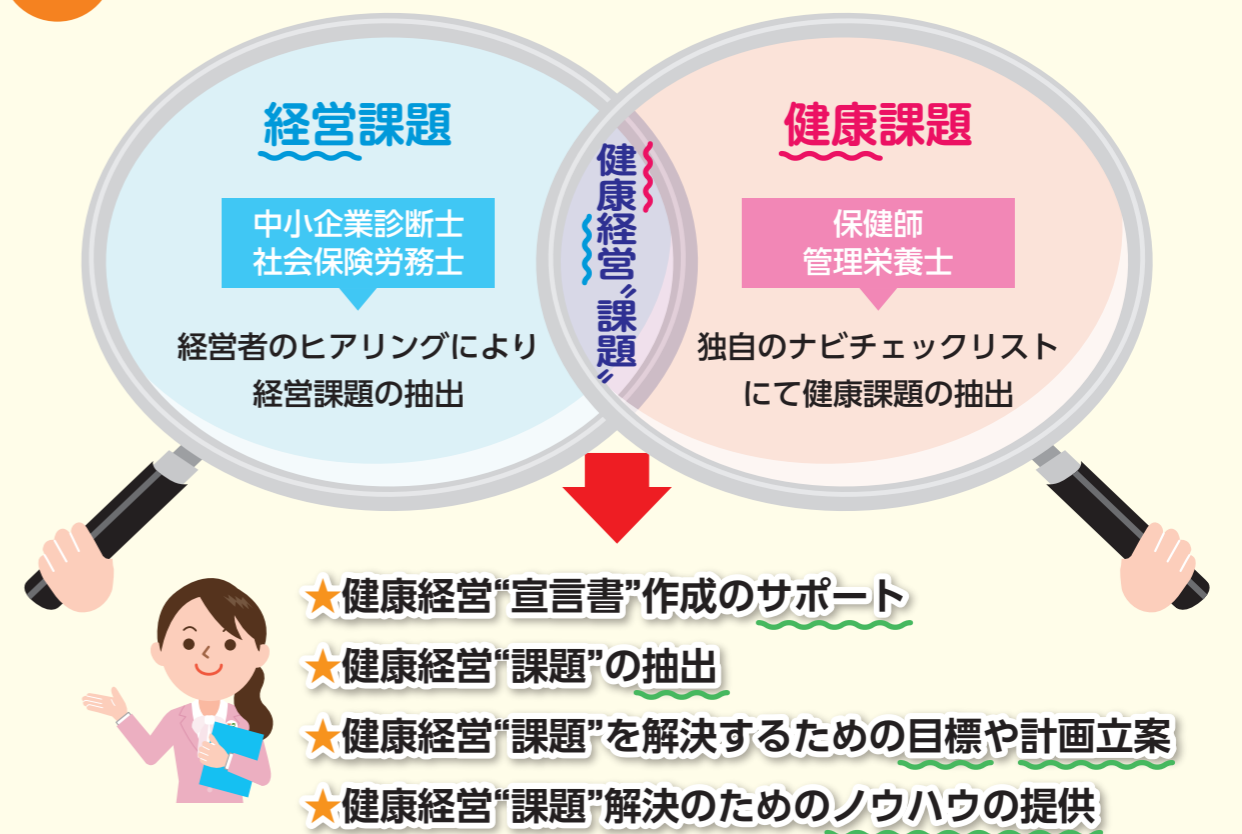 経営課題
中小企業診断士
社会保険労務士
経営者のヒアリングにより
経営課題の抽出
健康経営〝課題〟
健康課題
保健師
管理栄養士
独自のナビチェックリスト
にて健康課題の抽出
★健康経営“宣言書”作成のサポート
★健康経営“課題”の抽出
★健康経営“課題”を解決するための目標や計画立案
★健康経営“課題”解決のためのノウハウの提供